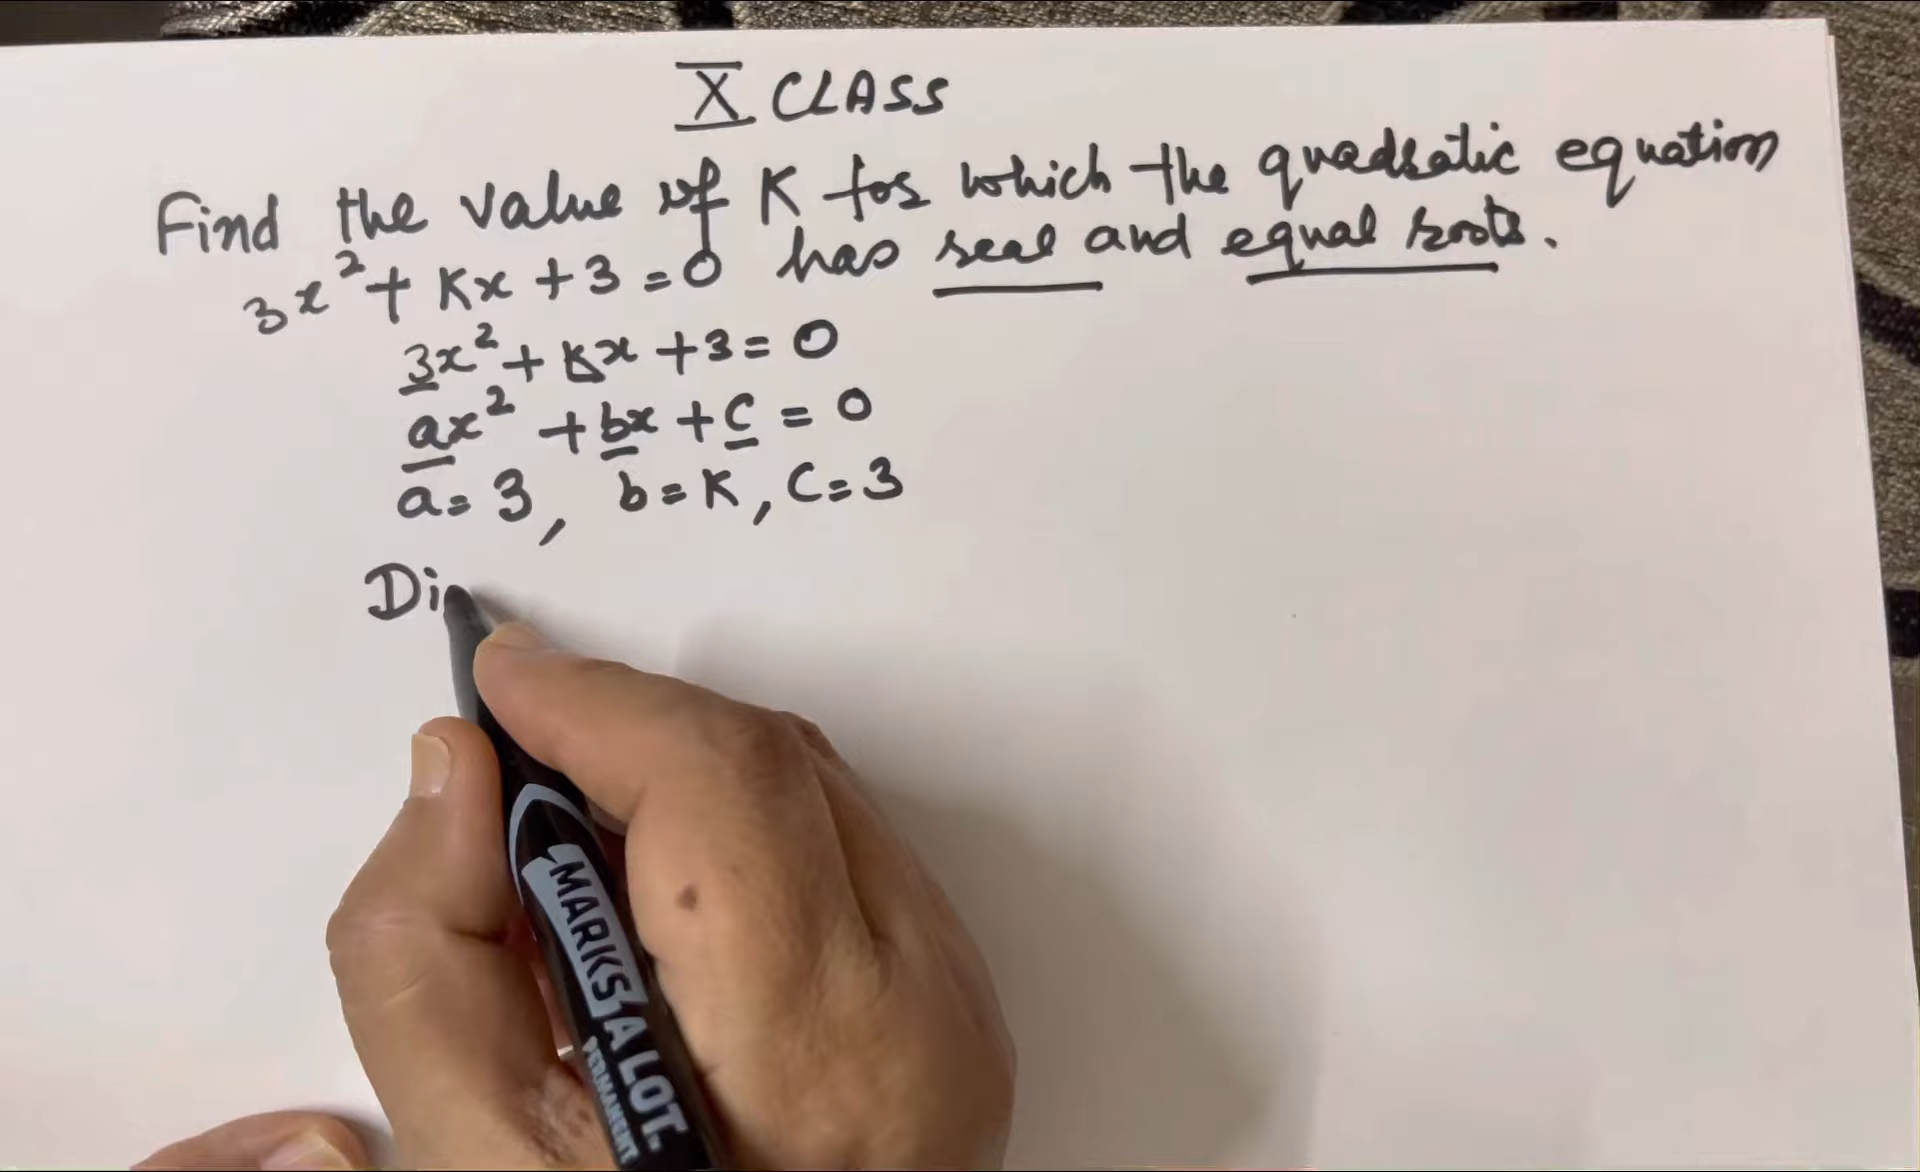 X CLASS
Find the value of K for which the quadratic equation
3x² + Kx + 3 = 0 has real and equal roots.
3x² + Kx + 3 = 0
ax² + bx + c = 0
a = 3, b = K, C = 3
Di
MARKS A LOT.
PERMANENT